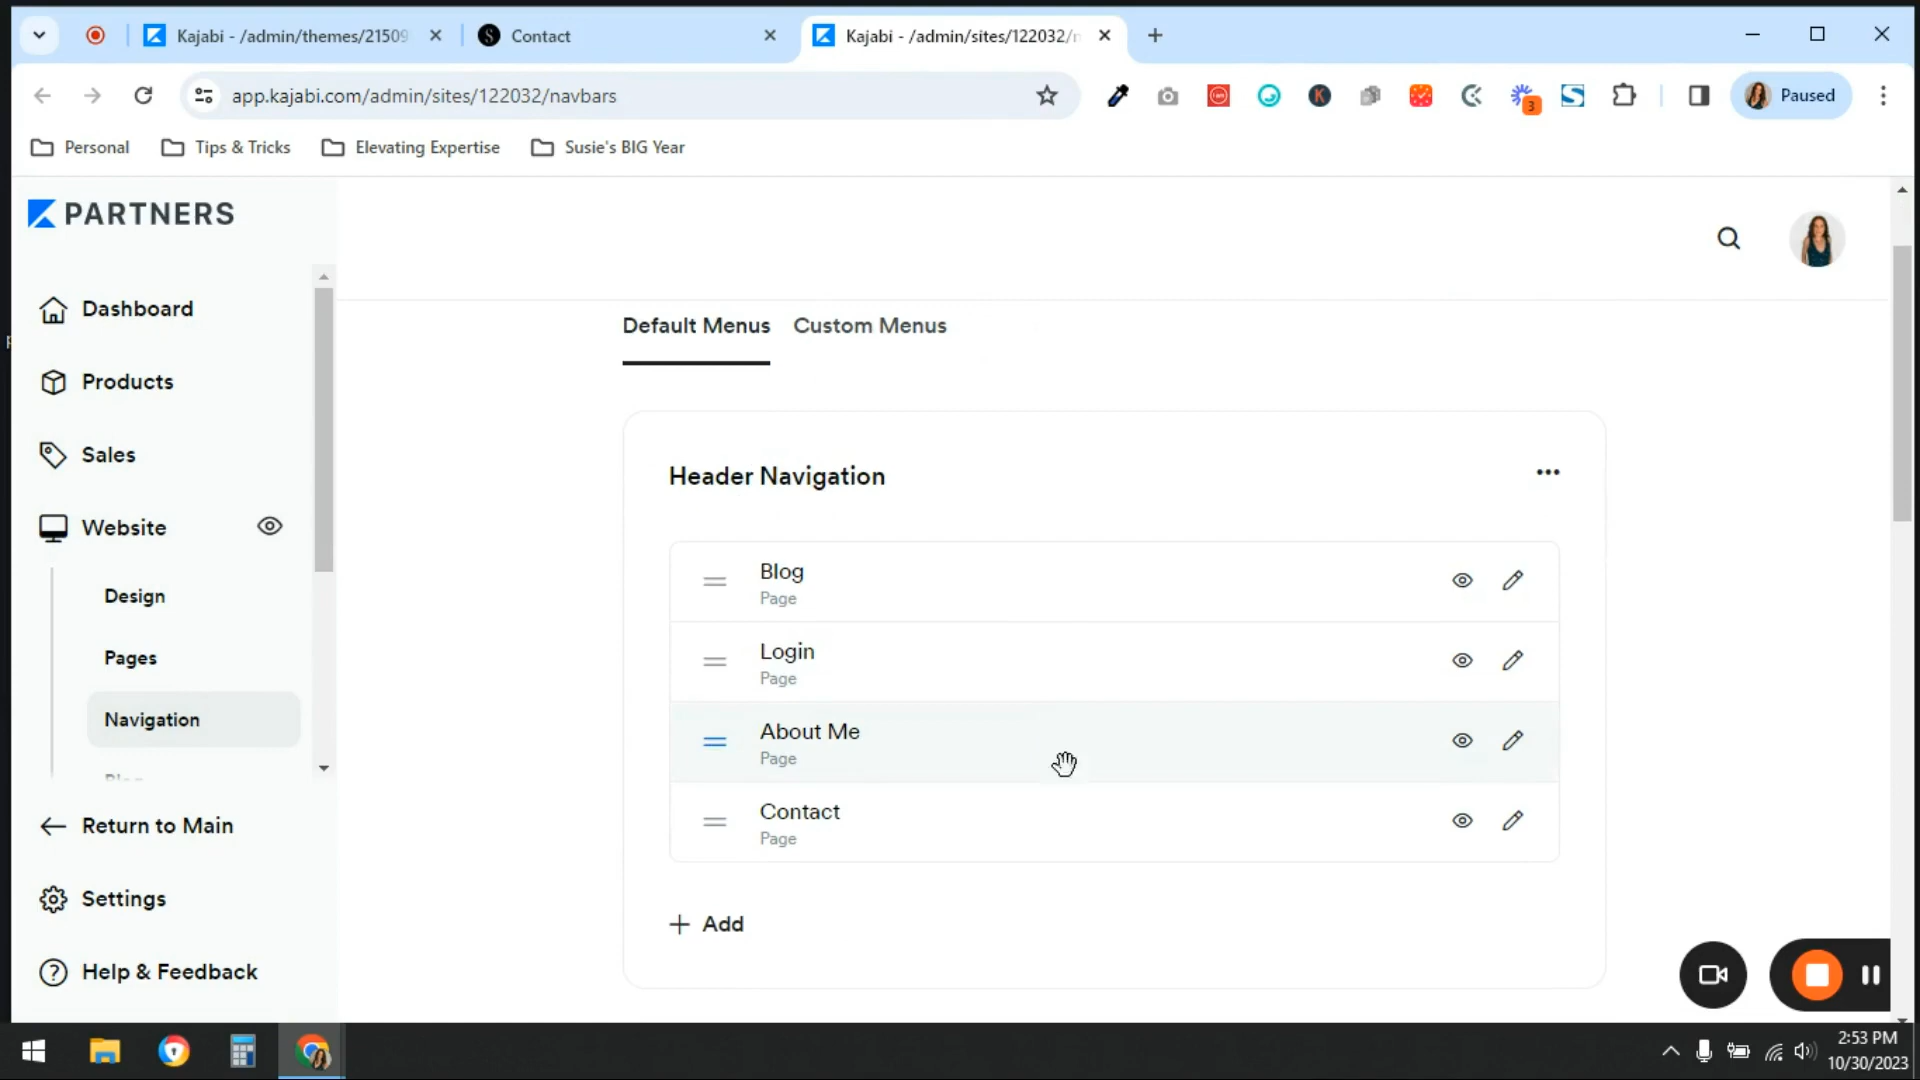 Kajabi - /admin/themes/21509
Contact
Kajabi - /admin/sites/122032/n
app.kajabi.com/admin/sites/122032/navbars
3
Paused
Personal
Tips & Tricks
Elevating Expertise
Susie's BIG Year
PARTNERS
Dashboard
Products
Sales
Website
Design
Pages
Navigation
Return to Main
Settings
Help & Feedback
Default Menus
Custom Menus
Header Navigation
Blog
Page
Login
Page
About Me
Page
Contact
Page
+ Add
2:53 PM
10/30/2023